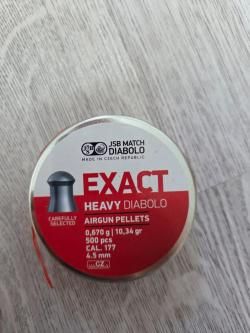 JSB MATCH
DIABOLO
MADE IN CZECH REPUBLIC
EXACT
HEAVY DIABOLO
CAREFULLY
SELECTED
AIRGUN PELLETS
0,670 g | 10,34 gr
500 pcs
CAL. 177
4.5 mm
CZ